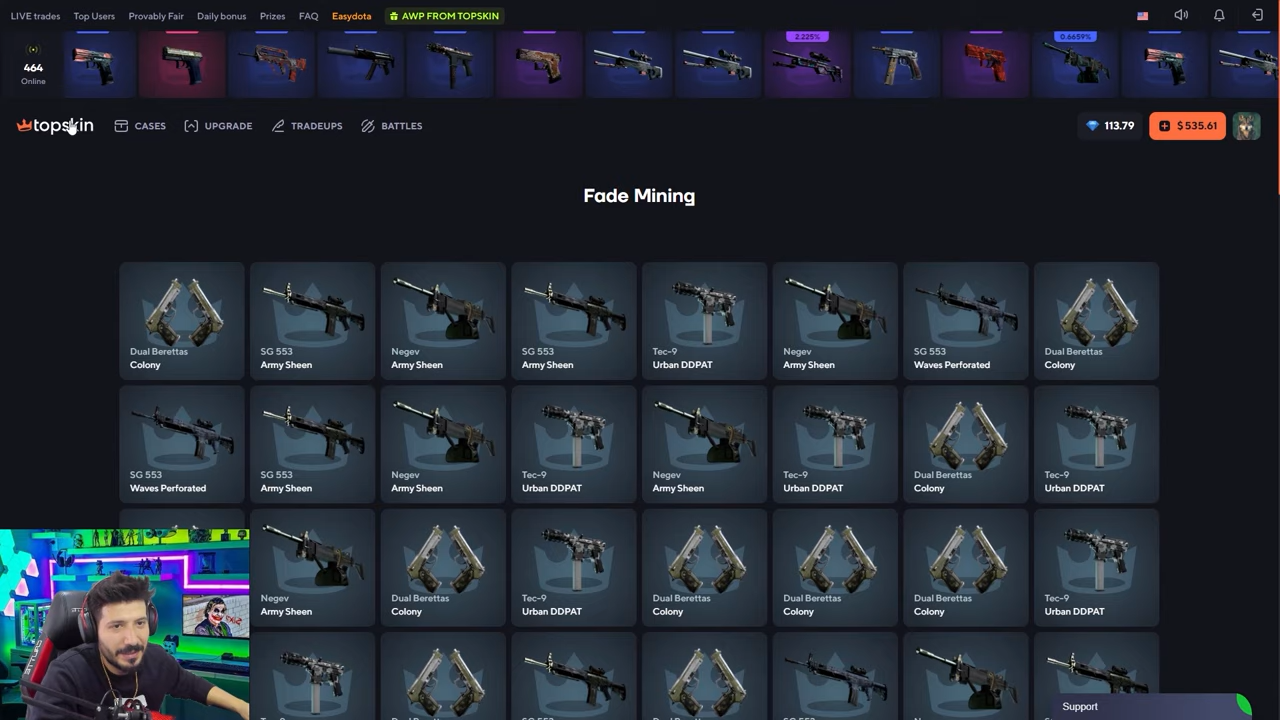 LIVE trades Top Users Provably Fair Daily bonus Prizes FAQ Easydota AWP FROM TOPSKIN
2.225% 0.6659%
464
Online
topskin CASES UPGRADE TRADEUPS BATTLES 113.79 $ 535.61
Fade Mining
Dual Berettas SG 553 Negev SG 553 Tec-9 Negev SG 553 Dual Berettas
Colony Army Sheen Army Sheen Army Sheen Urban DDPAT Army Sheen Waves Perforated Colony
SG 553 SG 553 Negev Tec-9 Negev Tec-9 Dual Berettas Tec-9
Waves Perforated Army Sheen Army Sheen Urban DDPAT Army Sheen Urban DDPAT Colony Urban DDPAT
Negev Dual Berettas Tec-9 Dual Berettas Dual Berettas Dual Berettas Tec-9
Army Sheen Colony Urban DDPAT Colony Colony Colony Urban DDPAT
Support